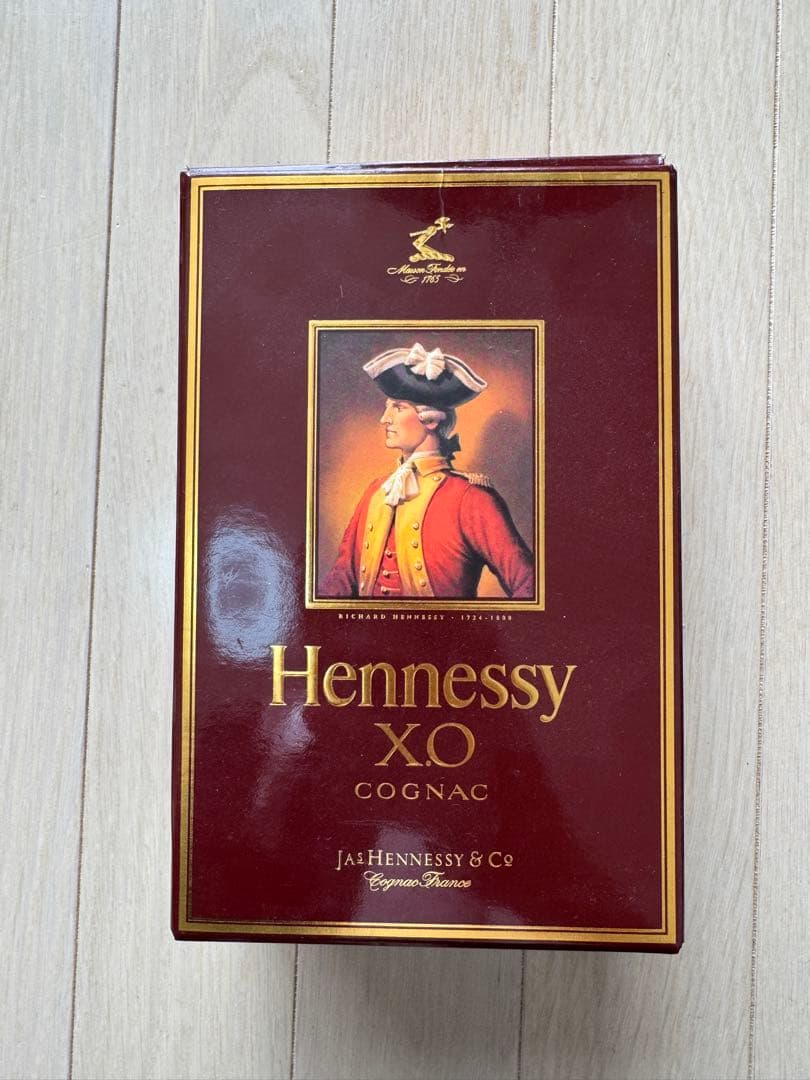 Maison Fondée en
1765
RICHARD HENNESSY · 1724-1800
Hennessy
X.O
COGNAC
JAS HENNESSY & Co
Cognac France